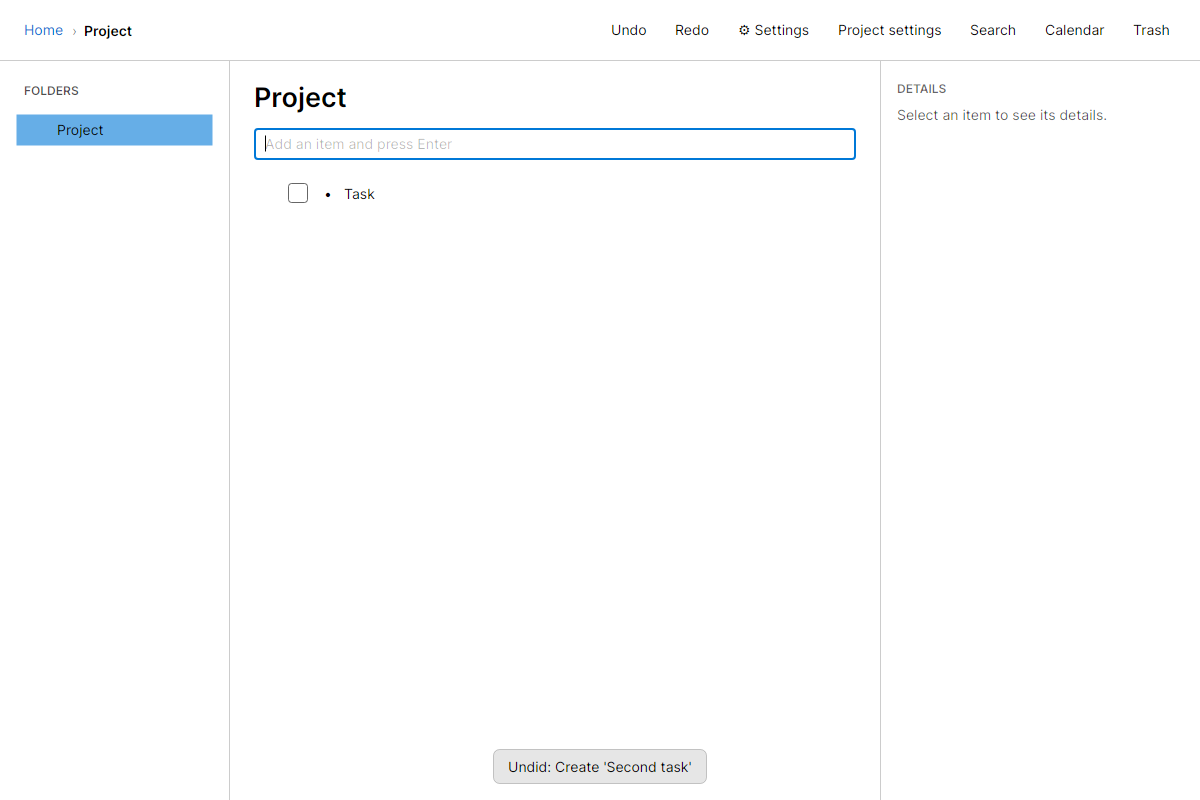 Home › Project
Undo Redo ⚙ Settings Project settings Search Calendar Trash
FOLDERS
Project
Project
Add an item and press Enter
• Task
DETAILS
Select an item to see its details.
Undid: Create 'Second task'